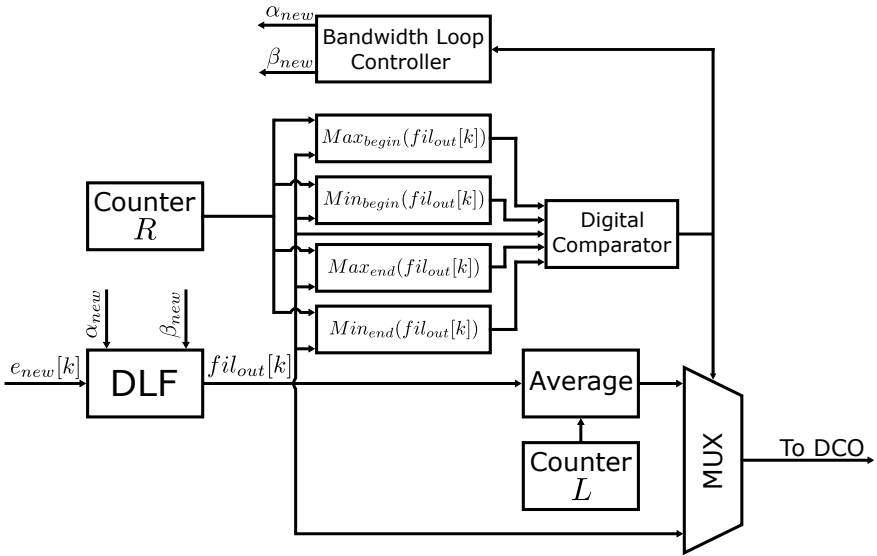 α_new
Bandwidth Loop
Controller
β_new
Max_begin(fil_out[k])
Counter
R
Min_begin(fil_out[k])
Digital
Comparator
Max_end(fil_out[k])
Min_end(fil_out[k])
α_new
β_new
e_new[k]
DLF
fil_out[k]
Average
Counter
L
MUX
To DCO